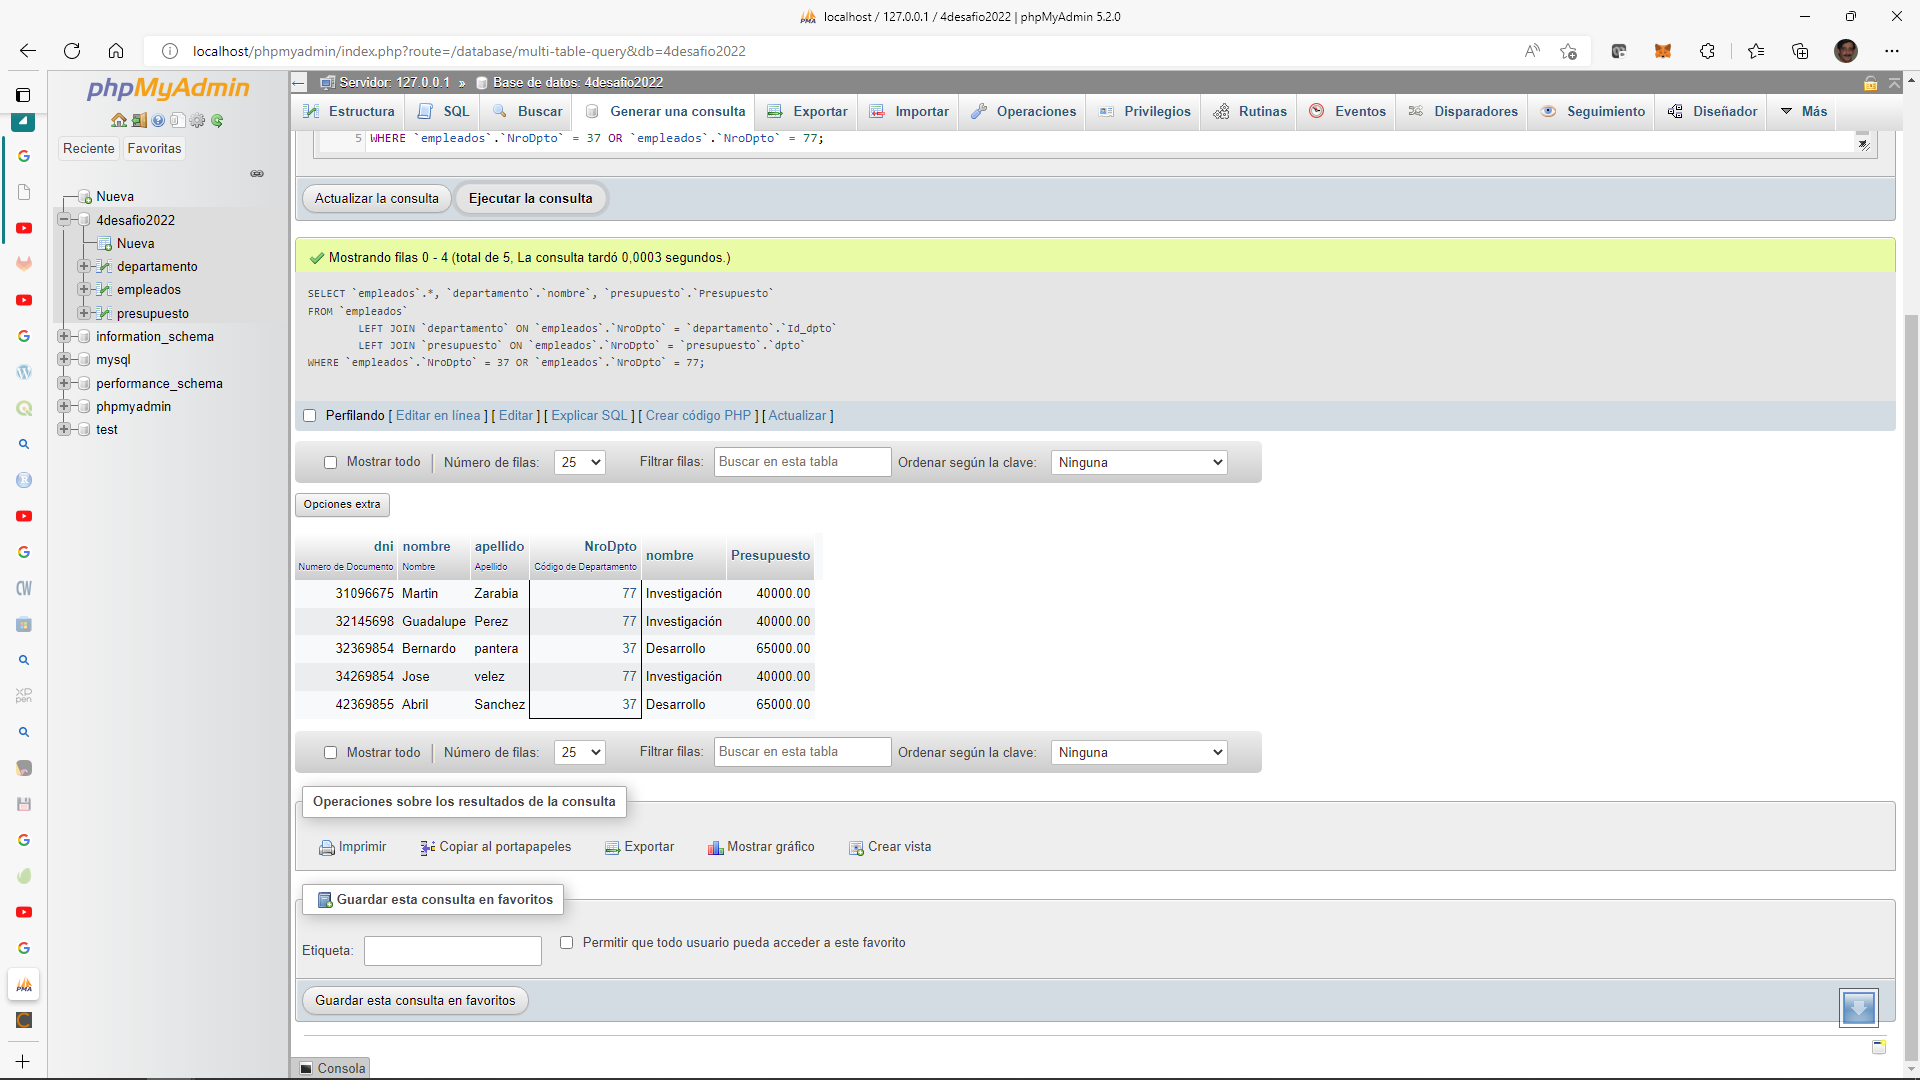 localhost / 127.0.0.1 / 4desafio2022 | phpMyAdmin 5.2.0
localhost/phpmyadmin/index.php?route=/database/multi-table-query&db=4desafio2022
phpMyAdmin
Reciente Favoritas
Nueva
4desafio2022
Nueva
departamento
empleados
presupuesto
information_schema
mysql
performance_schema
phpmyadmin
test
Servidor: 127.0.0.1 » Base de datos: 4desafio2022
Estructura SQL Buscar Generar una consulta Exportar Importar Operaciones Privilegios Rutinas Eventos Disparadores Seguimiento Diseñador Más
5 WHERE `empleados`.`NroDpto` = 37 OR `empleados`.`NroDpto` = 77;
Actualizar la consulta Ejecutar la consulta
Mostrando filas 0 - 4 (total de 5, La consulta tardó 0,0003 segundos.)
SELECT `empleados`.*, `departamento`.`nombre`, `presupuesto`.`Presupuesto`
FROM `empleados`
LEFT JOIN `departamento` ON `empleados`.`NroDpto` = `departamento`.`Id_dpto`
LEFT JOIN `presupuesto` ON `empleados`.`NroDpto` = `presupuesto`.`dpto`
WHERE `empleados`.`NroDpto` = 37 OR `empleados`.`NroDpto` = 77;
Perfilando [ Editar en línea ] [ Editar ] [ Explicar SQL ] [ Crear código PHP ] [ Actualizar ]
Mostrar todo | Número de filas: 25 Filtrar filas: Buscar en esta tabla Ordenar según la clave: Ninguna
Opciones extra
dni nombre apellido NroDpto nombre Presupuesto
Numero de Documento Nombre Apellido Código de Departamento
31096675 Martin Zarabia 77 Investigación 40000.00
32145698 Guadalupe Perez 77 Investigación 40000.00
32369854 Bernardo pantera 37 Desarrollo 65000.00
34269854 Jose velez 77 Investigación 40000.00
42369855 Abril Sanchez 37 Desarrollo 65000.00
Mostrar todo | Número de filas: 25 Filtrar filas: Buscar en esta tabla Ordenar según la clave: Ninguna
Operaciones sobre los resultados de la consulta
Imprimir Copiar al portapapeles Exportar Mostrar gráfico Crear vista
Guardar esta consulta en favoritos
Etiqueta: Permitir que todo usuario pueda acceder a este favorito
Guardar esta consulta en favoritos
Consola
CW
XP
pen
PMA